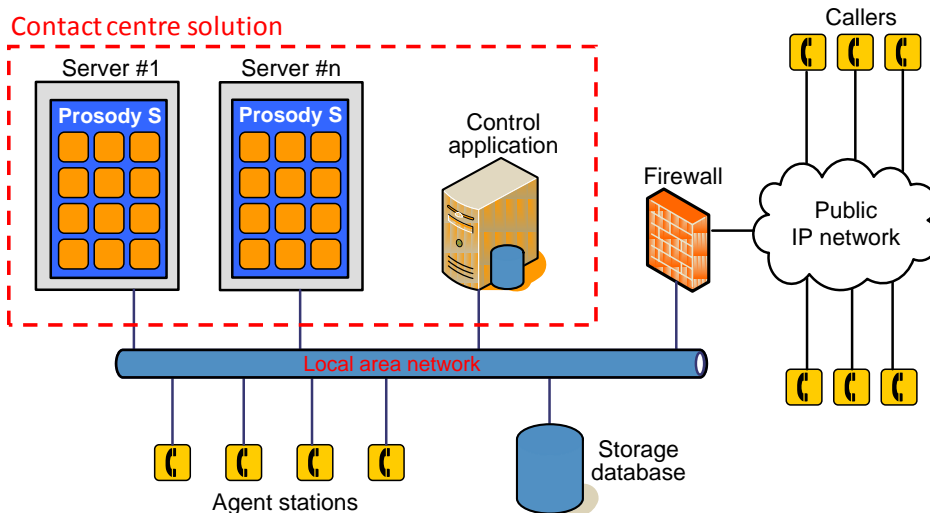 Contact centre solution
Callers
Server #1
Server #n
Prosody S
Prosody S
Control
application
Firewall
Public
IP network
Local area network
Storage
database
Agent stations